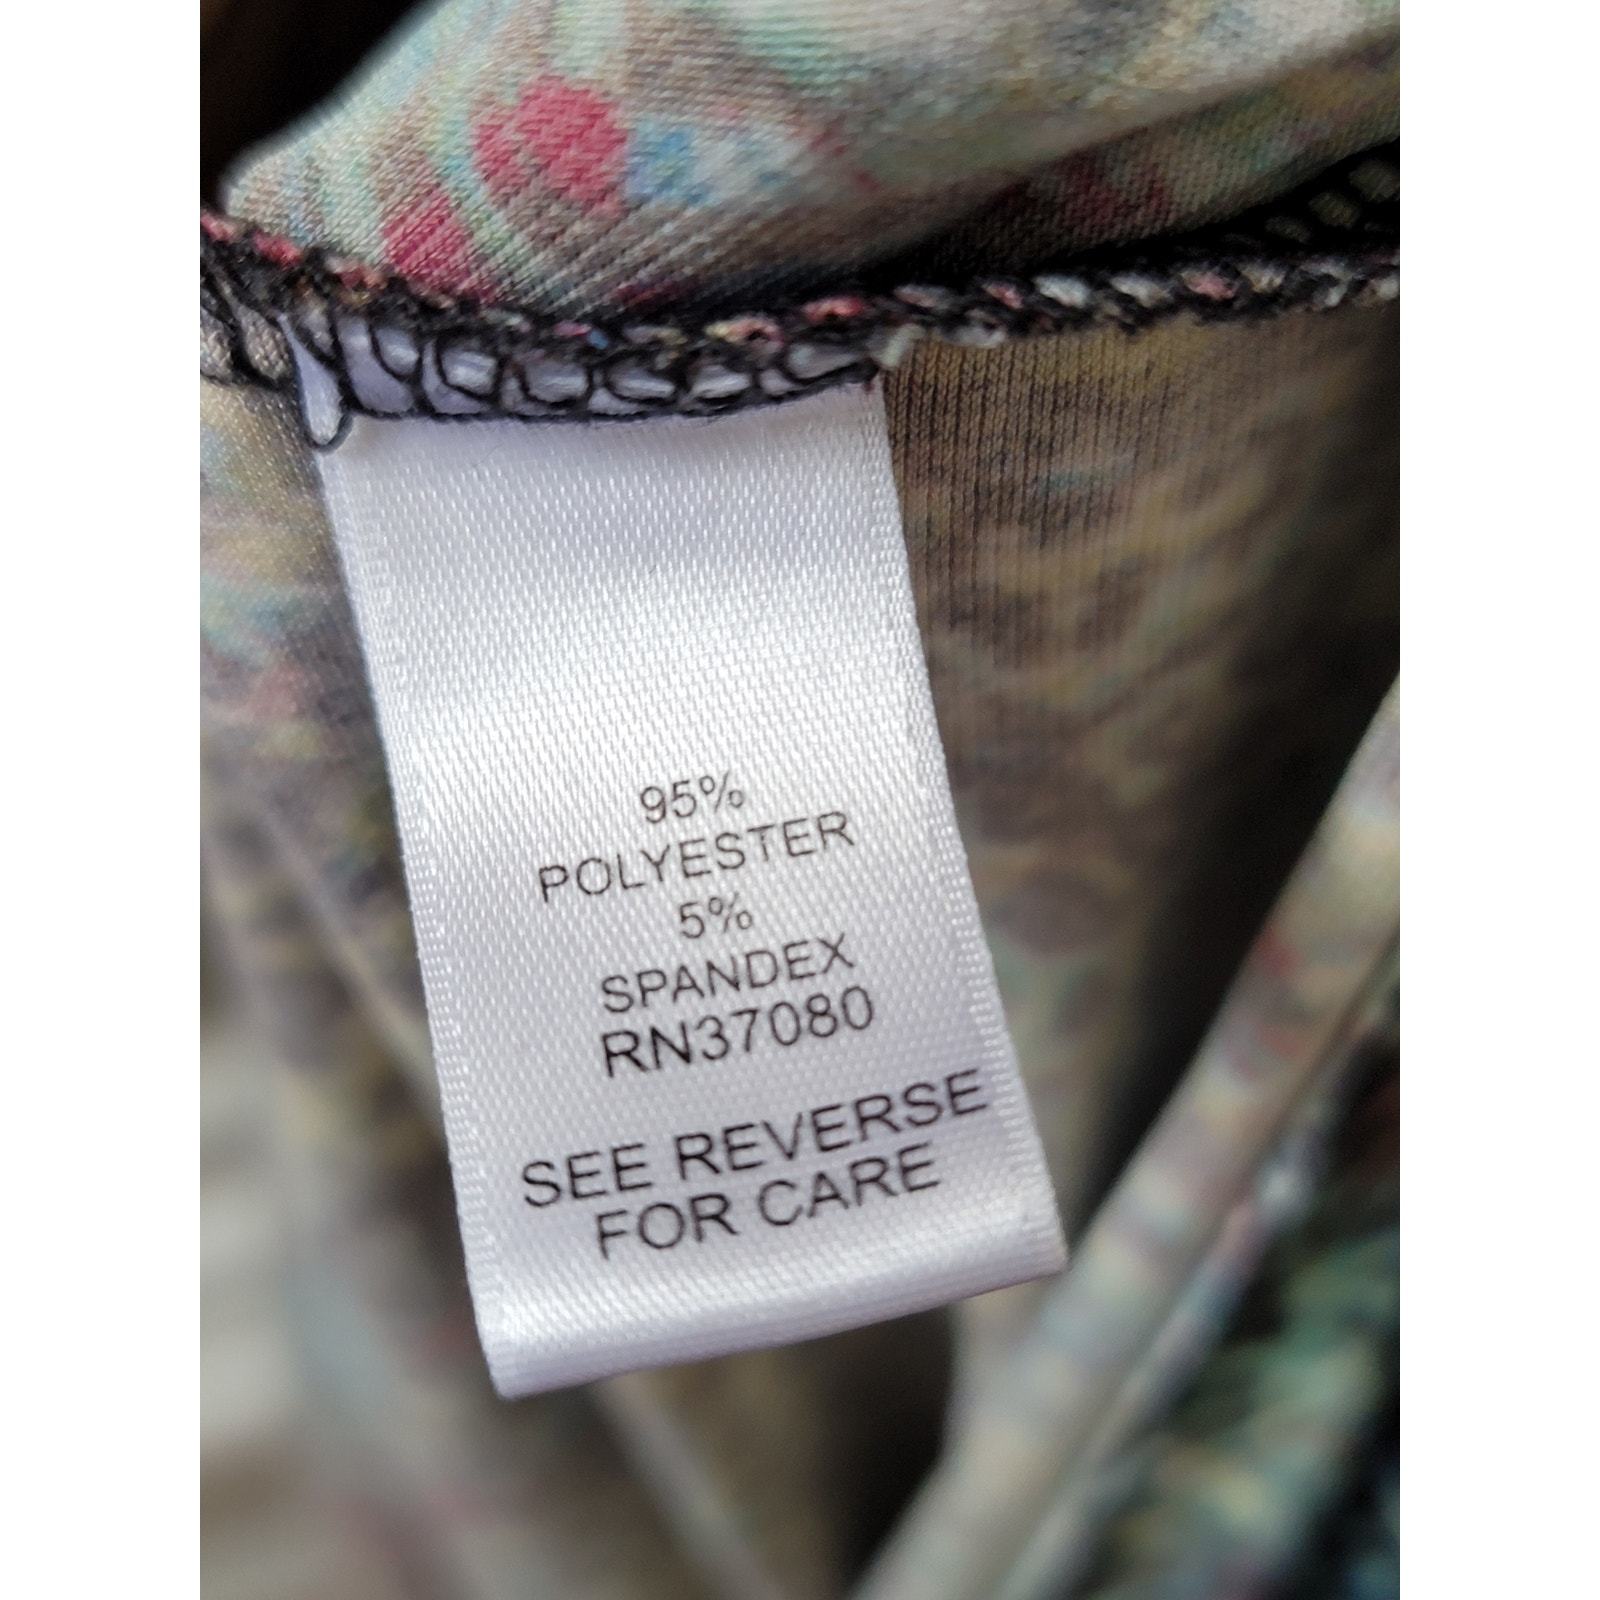 95%
POLYESTER
5%
SPANDEX
RN37080
SEE REVERSE
FOR CARE